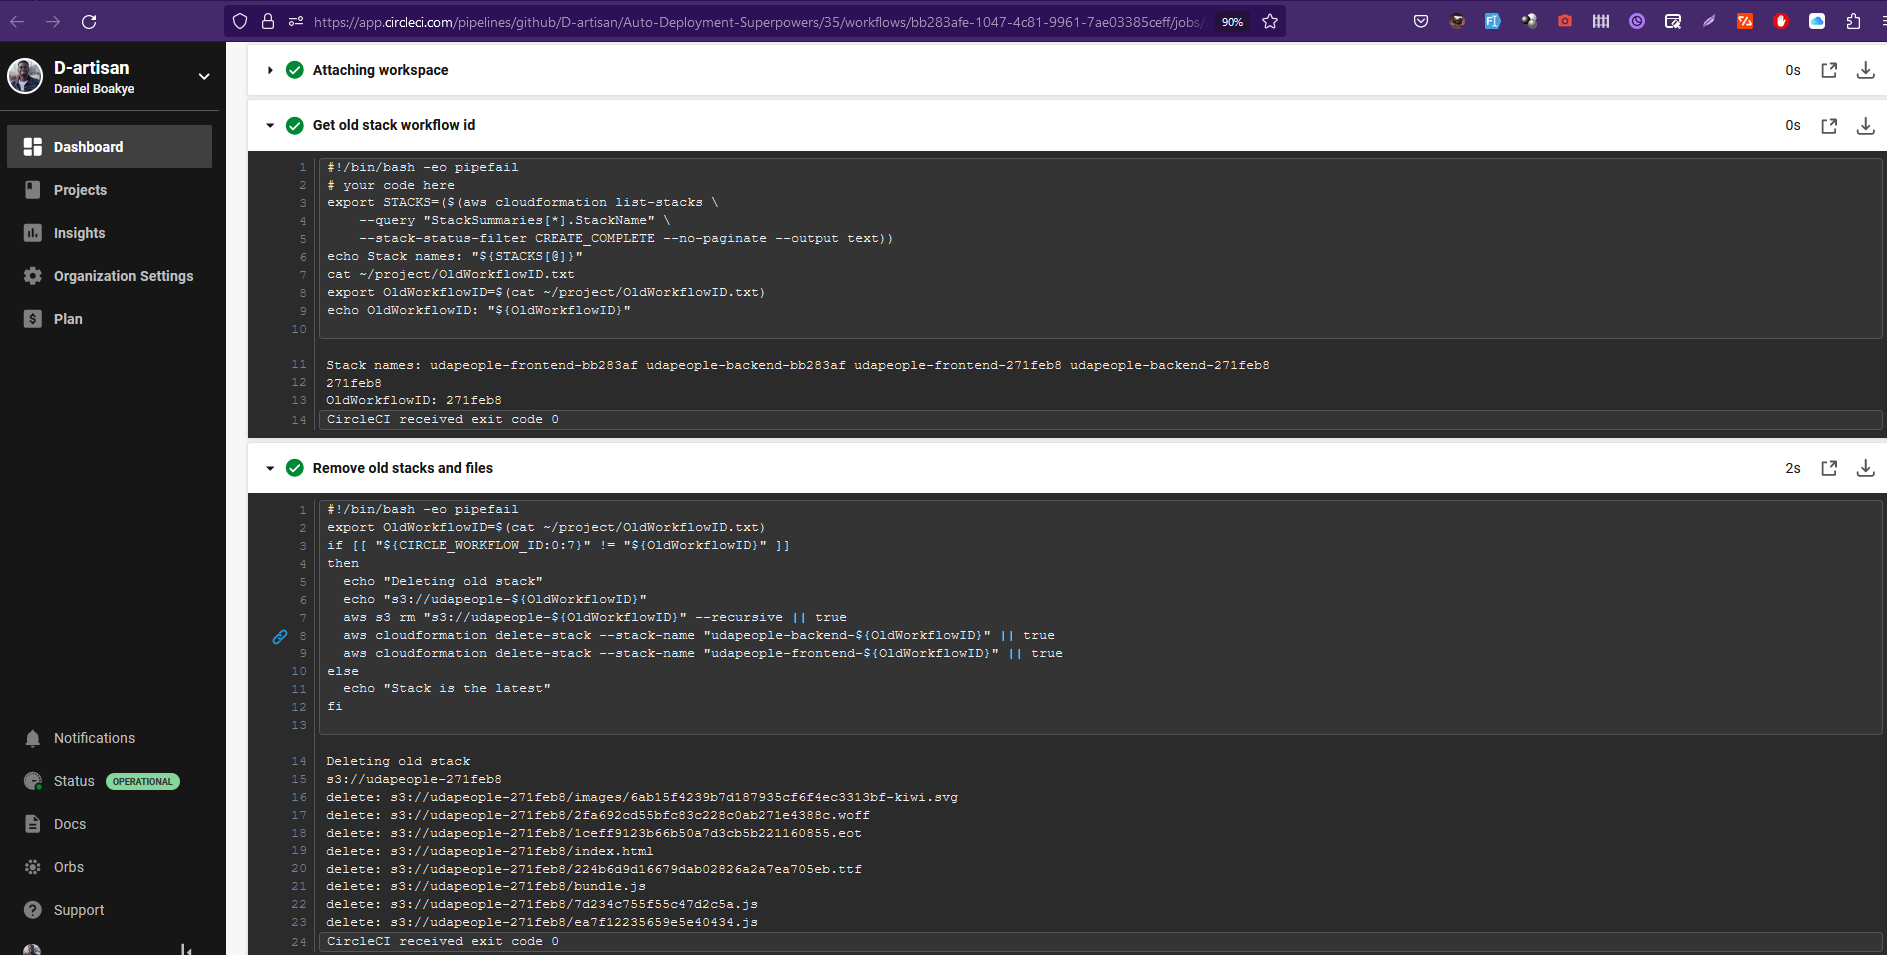 https://app.circleci.com/pipelines/github/D-artisan/Auto-Deployment-Superpowers/35/workflows/bb283afe-1047-4c81-9961-7ae03385ceff/jobs/
90%
D-artisan
Daniel Boakye
Dashboard
Projects
Insights
Organization Settings
Plan
Notifications
Status OPERATIONAL
Docs
Orbs
Support
Attaching workspace 0s
Get old stack workflow id 0s
1 #!/bin/bash -eo pipefail
2 # your code here
3 export STACKS=($(aws cloudformation list-stacks \
4 --query "StackSummaries[*].StackName" \
5 --stack-status-filter CREATE_COMPLETE --no-paginate --output text))
6 echo Stack names: "${STACKS[@]}"
7 cat ~/project/OldWorkflowID.txt
8 export OldWorkflowID=$(cat ~/project/OldWorkflowID.txt)
9 echo OldWorkflowID: "${OldWorkflowID}"
10
11 Stack names: udapeople-frontend-bb283af udapeople-backend-bb283af udapeople-frontend-271feb8 udapeople-backend-271feb8
12 271feb8
13 OldWorkflowID: 271feb8
14 CircleCI received exit code 0
Remove old stacks and files 2s
1 #!/bin/bash -eo pipefail
2 export OldWorkflowID=$(cat ~/project/OldWorkflowID.txt)
3 if [[ "${CIRCLE_WORKFLOW_ID:0:7}" != "${OldWorkflowID}" ]]
4 then
5 echo "Deleting old stack"
6 echo "s3://udapeople-${OldWorkflowID}"
7 aws s3 rm "s3://udapeople-${OldWorkflowID}" --recursive || true
8 aws cloudformation delete-stack --stack-name "udapeople-backend-${OldWorkflowID}" || true
9 aws cloudformation delete-stack --stack-name "udapeople-frontend-${OldWorkflowID}" || true
10 else
11 echo "Stack is the latest"
12 fi
13
14 Deleting old stack
15 s3://udapeople-271feb8
16 delete: s3://udapeople-271feb8/images/6ab15f4239b7d187935cf6f4ec3313bf-kiwi.svg
17 delete: s3://udapeople-271feb8/2fa692cd55bfc83c228c0ab271e4388c.woff
18 delete: s3://udapeople-271feb8/1ceff9123b66b50a7d3cb5b221160855.eot
19 delete: s3://udapeople-271feb8/index.html
20 delete: s3://udapeople-271feb8/224b6d9d16679dab02826a2a7ea705eb.ttf
21 delete: s3://udapeople-271feb8/bundle.js
22 delete: s3://udapeople-271feb8/7d234c755f55c47d2c5a.js
23 delete: s3://udapeople-271feb8/ea7f12235659e5e40434.js
24 CircleCI received exit code 0